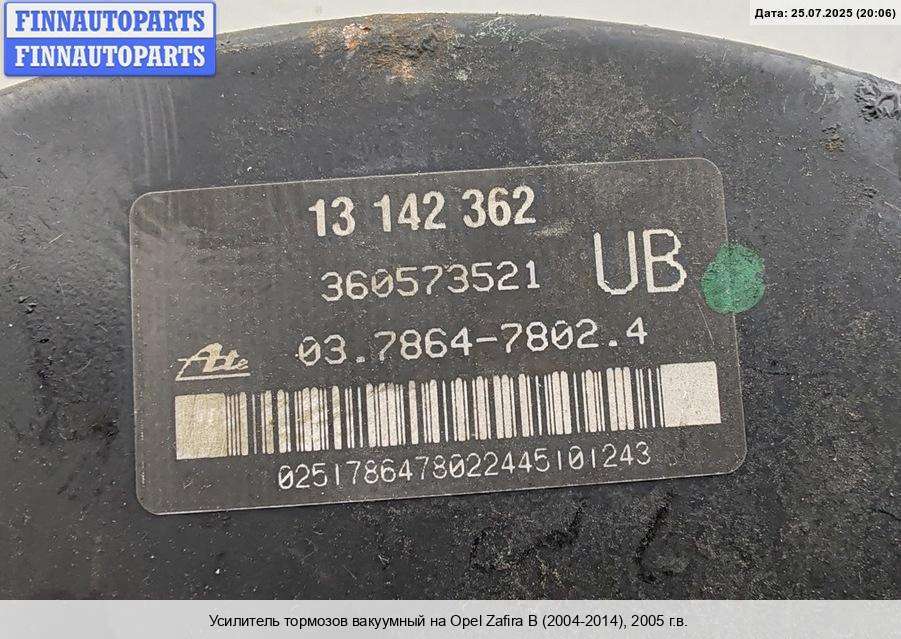 FINNAUTOPARTS
FINNAUTOPARTS
Дата: 25.07.2025 (20:06)
13 142 362
360573521 UB
Ate 03.7864-7802.4
0251786478022445101243
Усилитель тормозов вакуумный на Opel Zafira B (2004-2014), 2005 г.в.